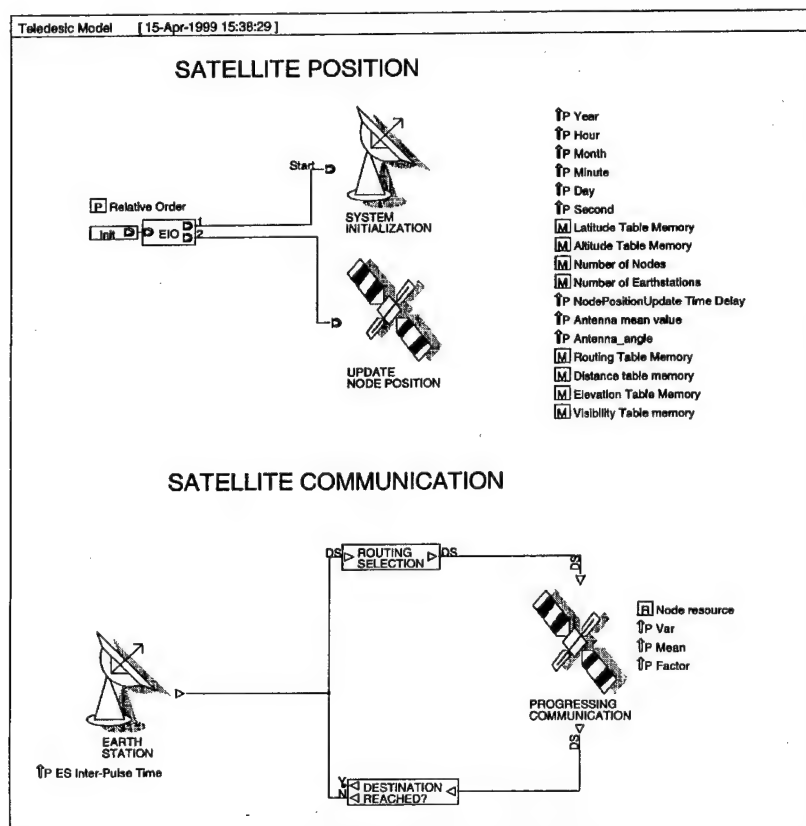 Teledesic Model [ 15-Apr-1999 15:38:29 ]
SATELLITE POSITION
Start
SYSTEM
INITIALIZATION
P Relative Order
Init
EIO
1
2
UPDATE
NODE POSITION
⇑P Year
⇑P Hour
⇑P Month
⇑P Minute
⇑P Day
⇑P Second
M Latitude Table Memory
M Altitude Table Memory
M Number of Nodes
M Number of Earthstations
⇑P NodePositionUpdate Time Delay
⇑P Antenna mean value
⇑P Antenna_angle
M Routing Table Memory
M Distance table memory
M Elevation Table Memory
M Visibility Table memory
SATELLITE COMMUNICATION
DS
ROUTING
SELECTION
DS
DS
R Node resource
⇑P Var
⇑P Mean
⇑P Factor
PROGRESSING
COMMUNICATION
DS
EARTH
STATION
⇑P ES Inter-Pulse Time
Y
N
DESTINATION
REACHED?